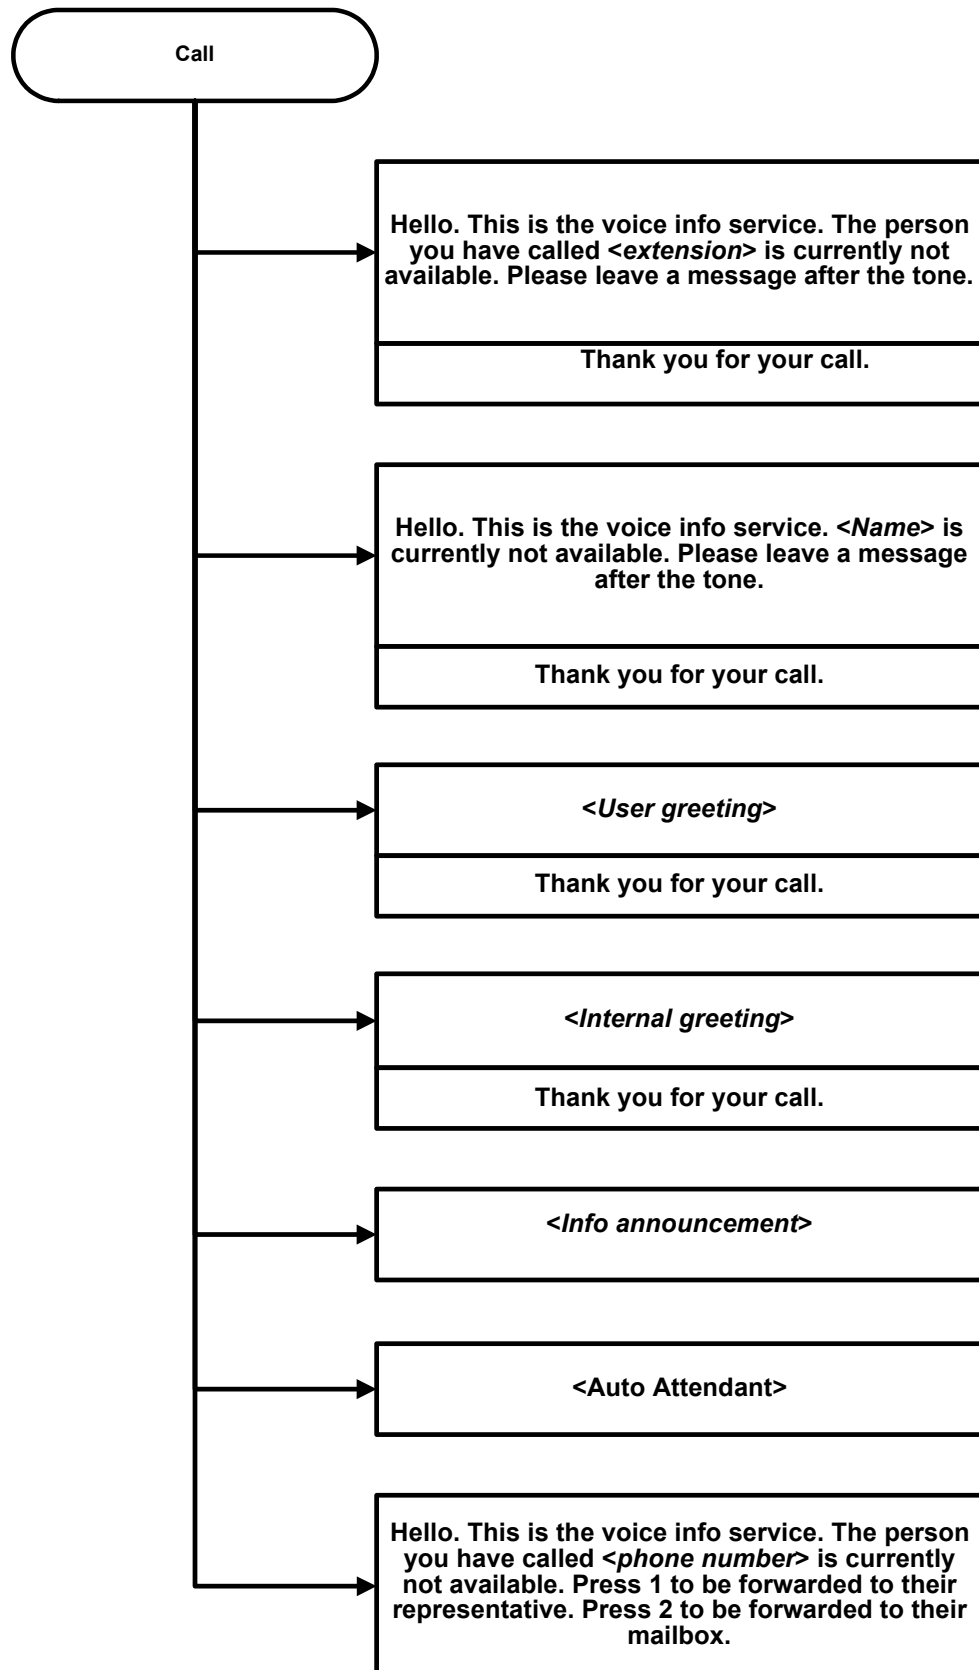 Call
Hello. This is the voice info service. The person
you have called <extension> is currently not
available. Please leave a message after the tone.
Thank you for your call.
Hello. This is the voice info service. <Name> is
currently not available. Please leave a message
after the tone.
Thank you for your call.
<User greeting>
Thank you for your call.
<Internal greeting>
Thank you for your call.
<Info announcement>
<Auto Attendant>
Hello. This is the voice info service. The person
you have called <phone number> is currently
not available. Press 1 to be forwarded to their
representative. Press 2 to be forwarded to their
mailbox.